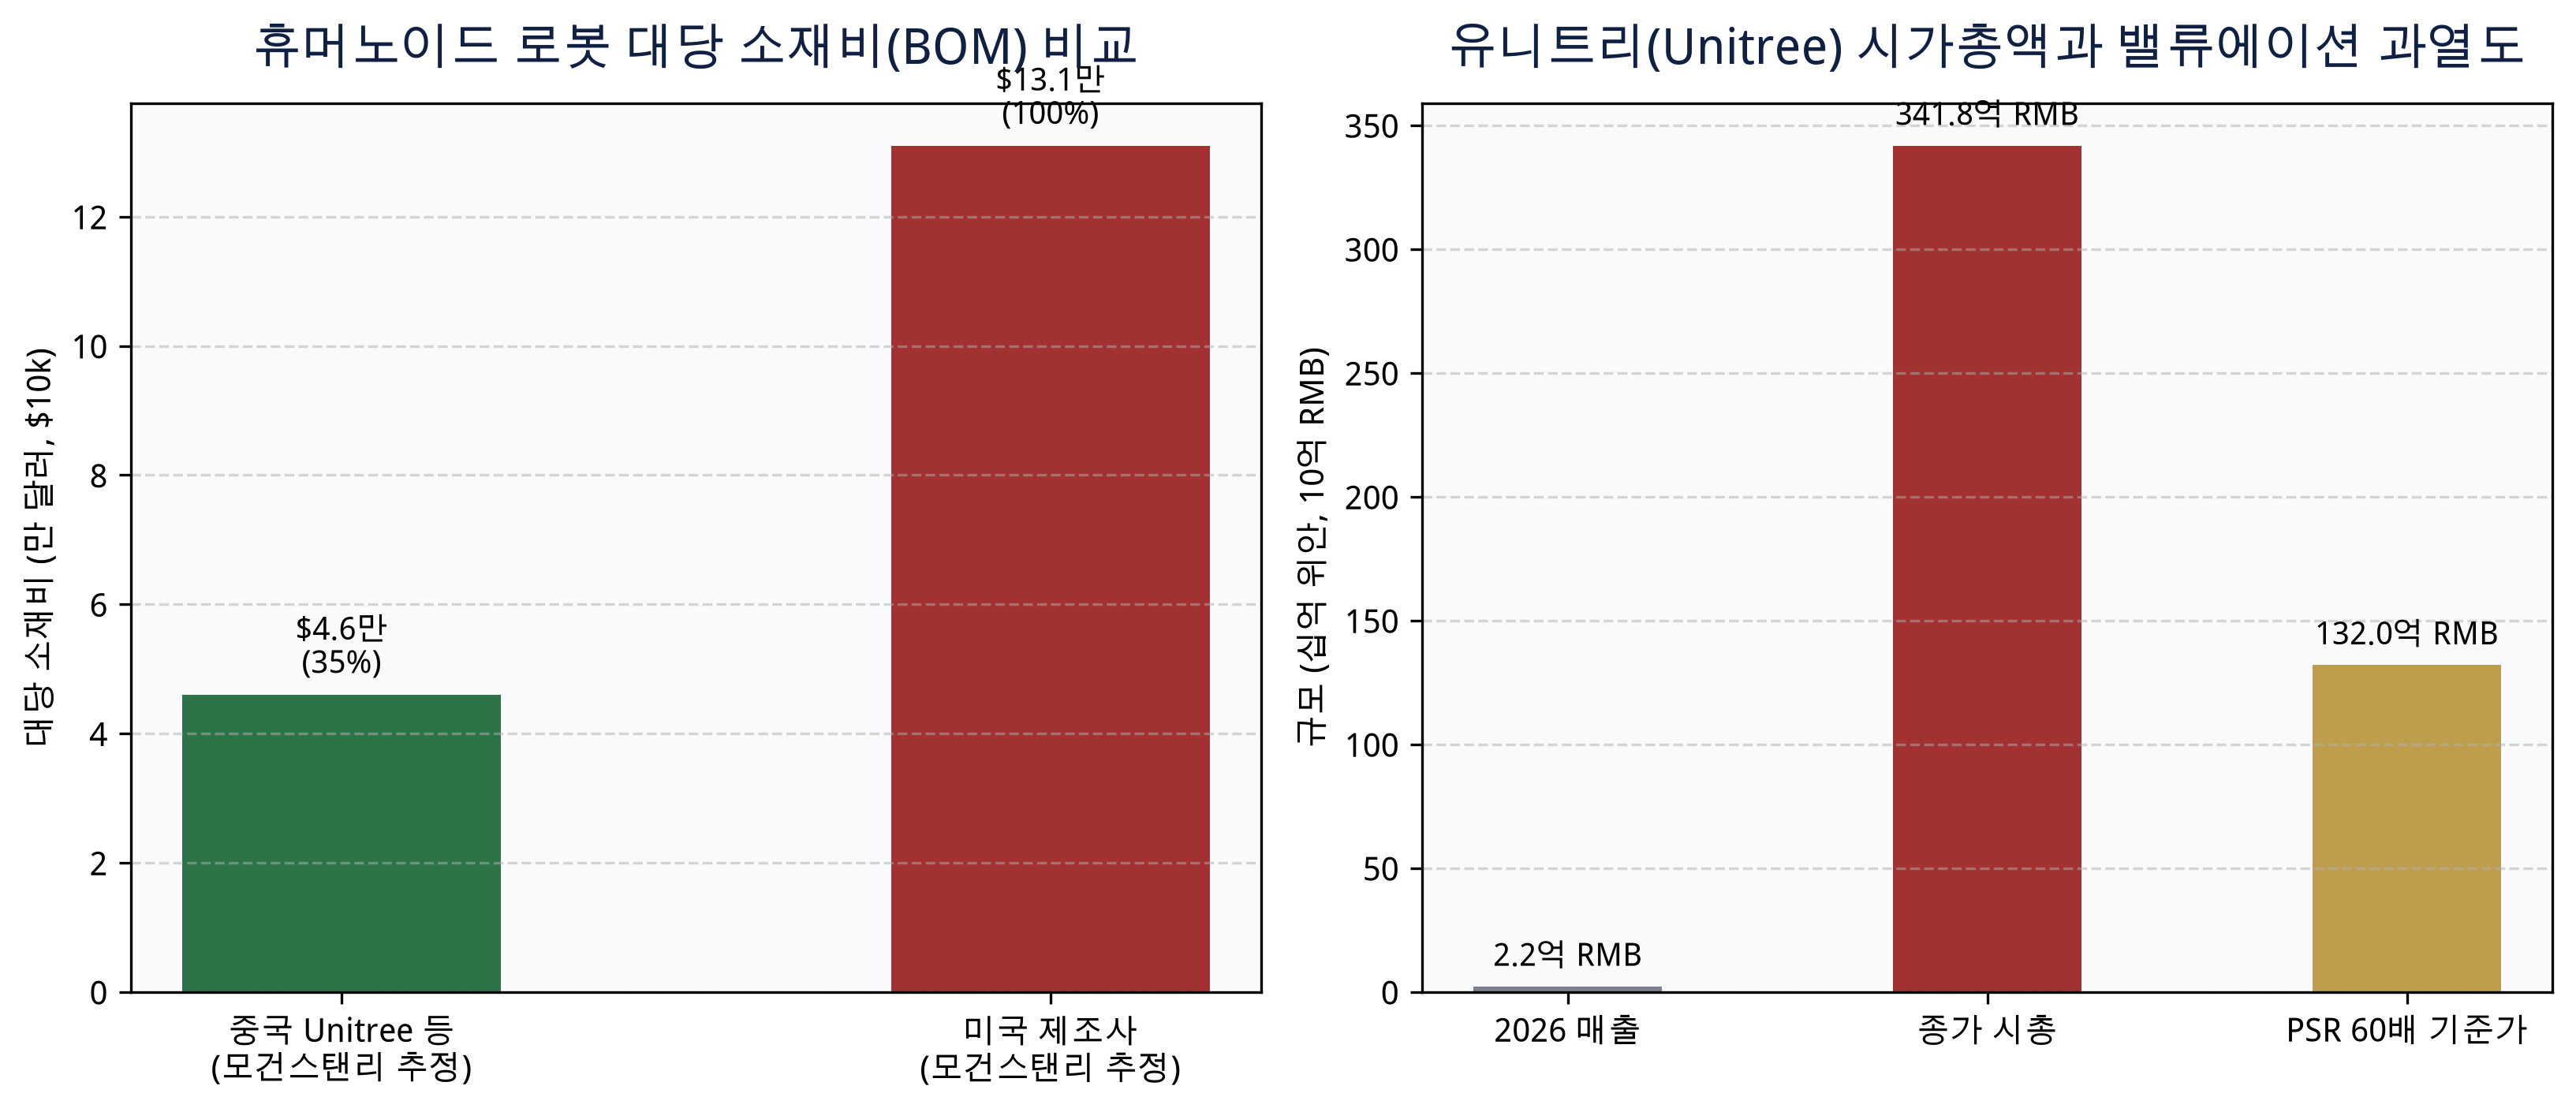 휴머노이드 로봇 대당 소재비(BOM) 비교
$13.1만
(100%)
12
10
8
6
4
2
0
대당 소재비 (만 달러, $10k)
$4.6만
(35%)
중국 Unitree 등
(모건스탠리 추정)
미국 제조사
(모건스탠리 추정)
유니트리(Unitree) 시가총액과 밸류에이션 과열도
341.8억 RMB
350
300
250
200
150
100
50
0
규모 (십억 위안, 10억 RMB)
132.0억 RMB
2.2억 RMB
2026 매출
종가 시총
PSR 60배 기준가